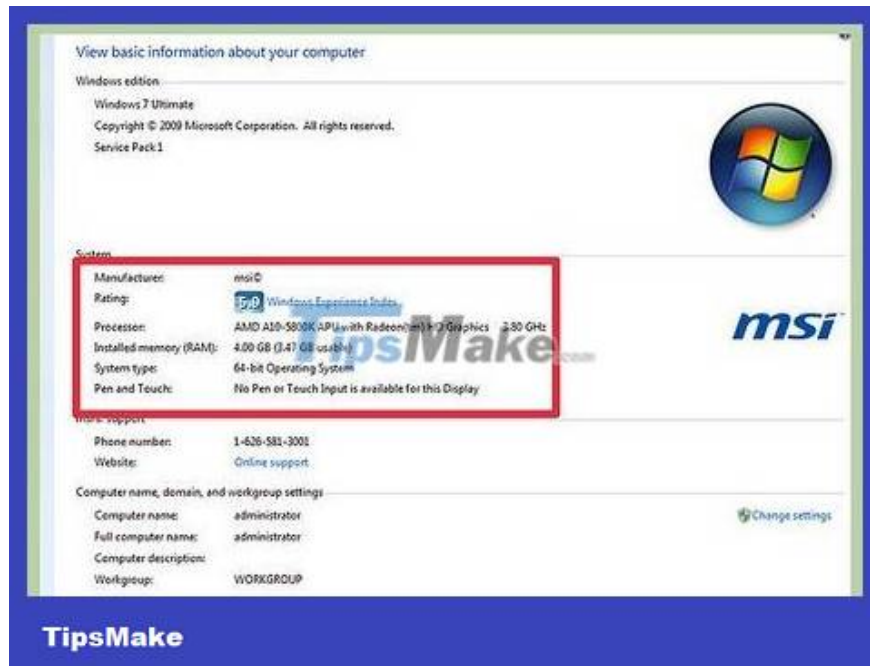 View basic information about your computer
Windows edition
Windows 7 Ultimate
Copyright © 2009 Microsoft Corporation. All rights reserved.
Service Pack 1
System
Manufacturer: msi©
Rating: 5,9 Windows Experience Index
Processor: AMD A10-5800K APU with Radeon(tm) HD Graphics 3.80 GHz
Installed memory (RAM): 4.00 GB (3.47 GB usable)
System type: 64-bit Operating System
Pen and Touch: No Pen or Touch Input is available for this Display
msi
TipsMake.com
support
Phone number: 1-626-581-3001
Website: Online support
Computer name, domain, and workgroup settings
Computer name: administrator
Change settings
Full computer name: administrator
Computer description:
Workgroup: WORKGROUP
TipsMake